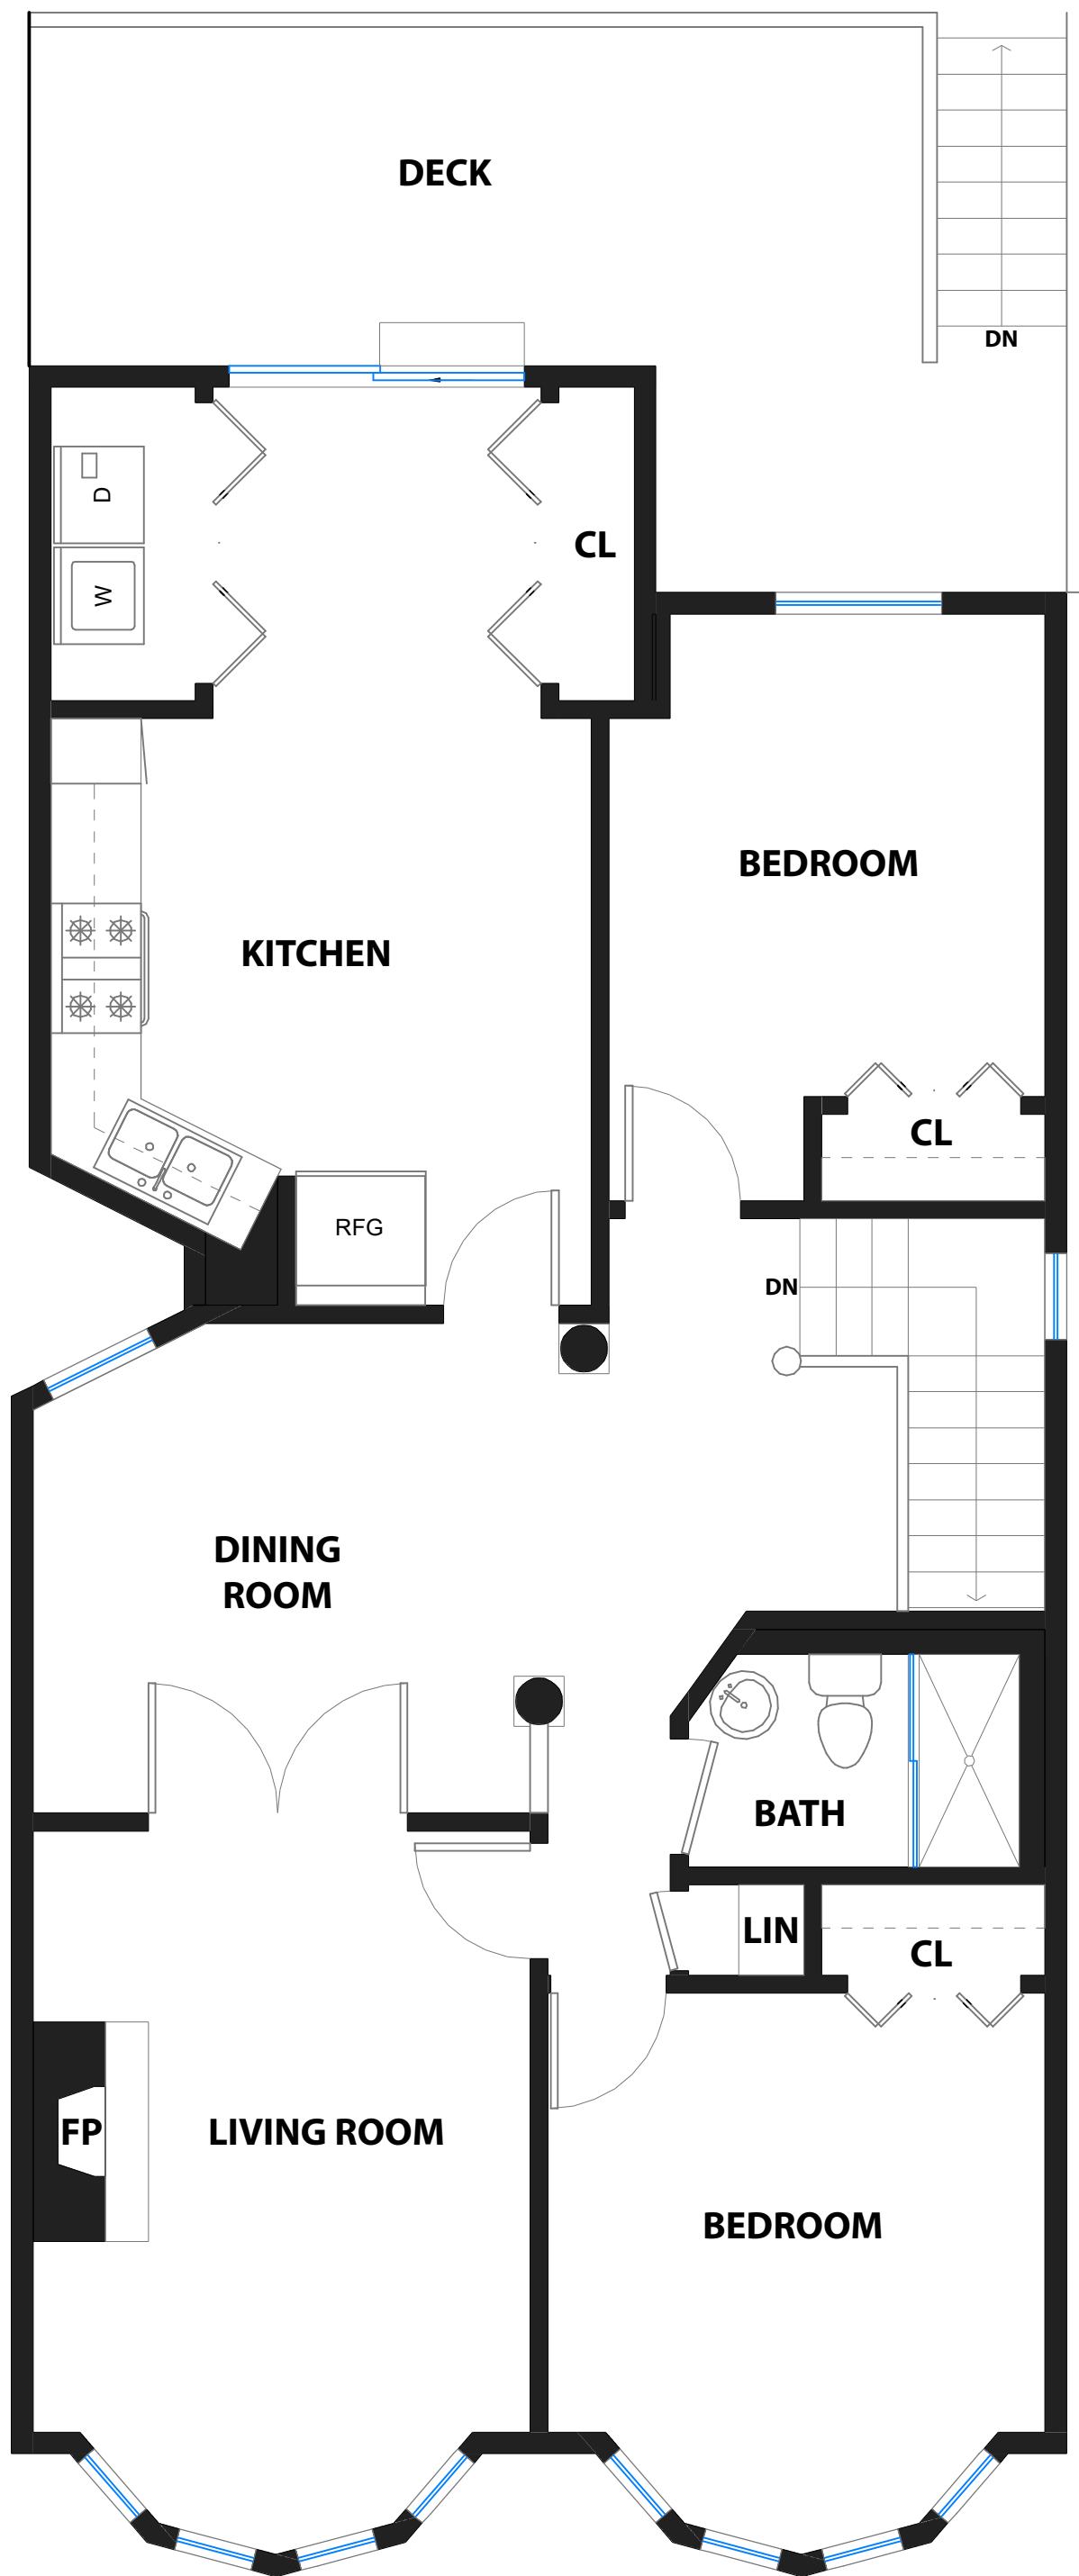 DECK
DN
D
CL
W
BEDROOM
KITCHEN
CL
RFG
DN
DINING
ROOM
BATH
LIN
CL
FP
LIVING ROOM
BEDROOM